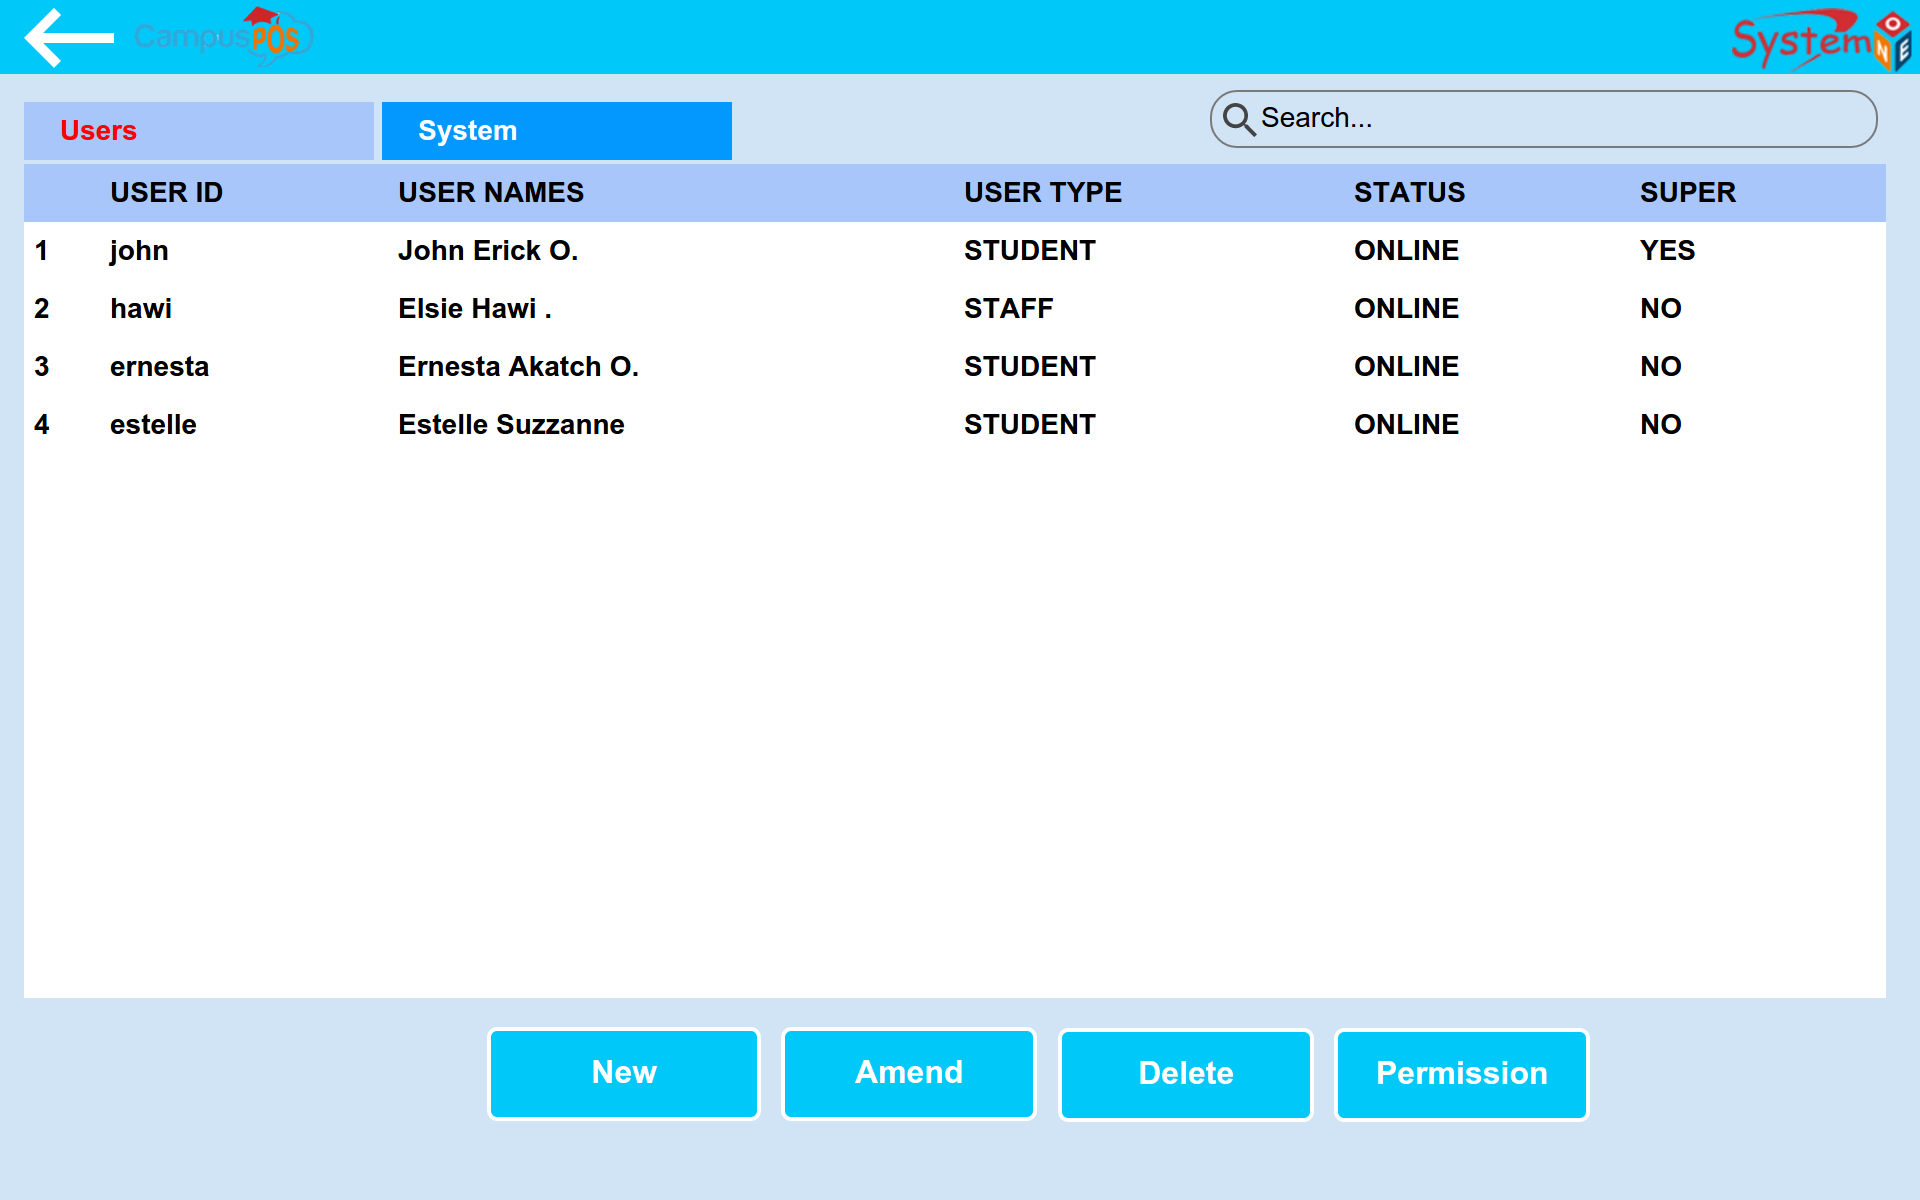 CampusPOS
System ONE
Users System Search...
USER ID USER NAMES USER TYPE STATUS SUPER
1 john John Erick O. STUDENT ONLINE YES
2 hawi Elsie Hawi . STAFF ONLINE NO
3 ernesta Ernesta Akatch O. STUDENT ONLINE NO
4 estelle Estelle Suzzanne STUDENT ONLINE NO
New Amend Delete Permission